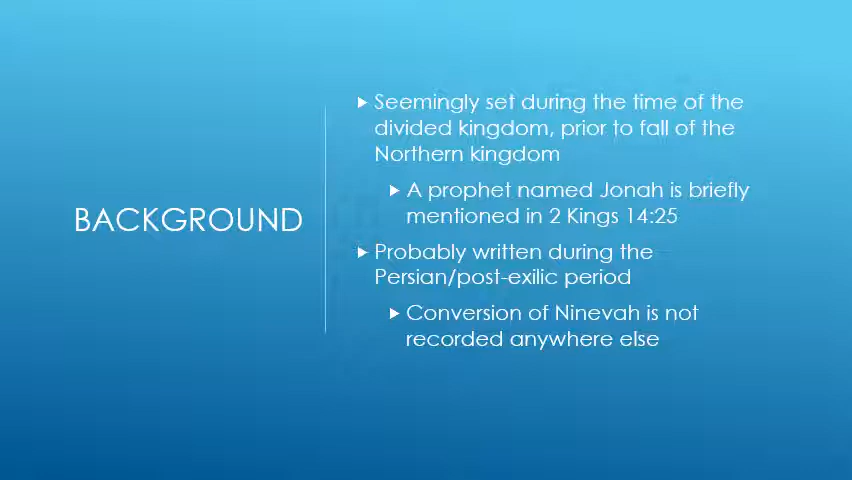 BACKGROUND
Seemingly set during the time of the
divided kingdom, prior to fall of the
Northern kingdom
A prophet named Jonah is briefly
mentioned in 2 Kings 14:25
Probably written during the
Persian/post-exilic period
Conversion of Ninevah is not
recorded anywhere else